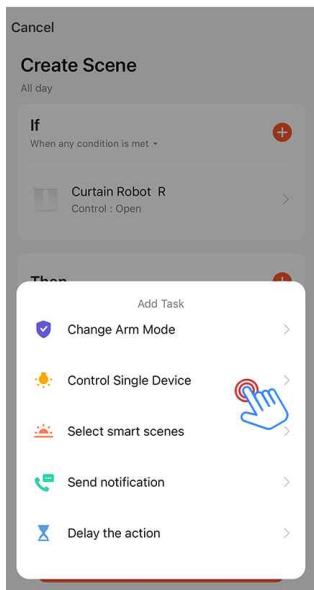 Cancel
Create Scene
All day
If
When any condition is met
Curtain Robot R
Control : Open
Then
Add Task
Change Arm Mode
Control Single Device
Select smart scenes
Send notification
Delay the action